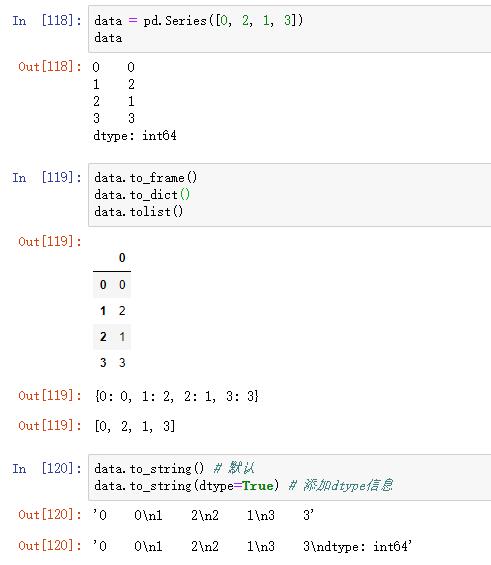 In [118]: data = pd.Series([0, 2, 1, 3])
data
Out[118]: 0    0
1    2
2    1
3    3
dtype: int64
In [119]: data.to_frame()
data.to_dict()
data.tolist()
Out[119]:
0
0 0
1 2
2 1
3 3
Out[119]: {0: 0, 1: 2, 2: 1, 3: 3}
Out[119]: [0, 2, 1, 3]
In [120]: data.to_string() # 默认
data.to_string(dtype=True) # 添加dtype信息
Out[120]: '0    0\n1    2\n2    1\n3    3'
Out[120]: '0    0\n1    2\n2    1\n3    3\ndtype: int64'